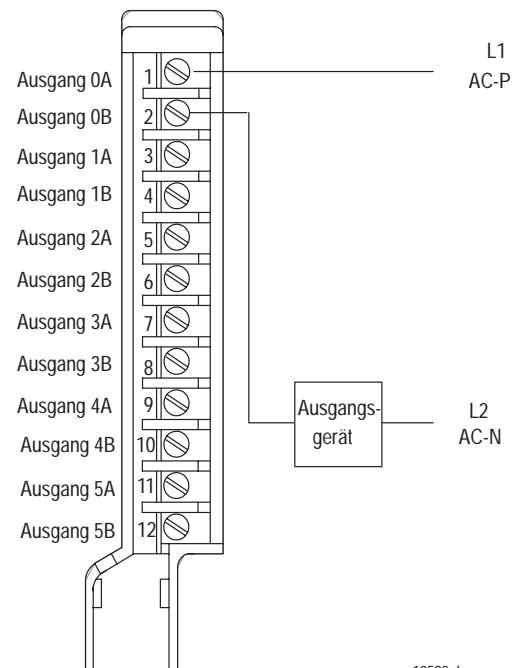 L1
Ausgang 0A 1 AC-P
Ausgang 0B 2
Ausgang 1A 3
Ausgang 1B 4
Ausgang 2A 5
Ausgang 2B 6
Ausgang 3A 7
Ausgang 3B 8
Ausgang 4A 9
Ausgang 4B 10
Ausgang 5A 11
Ausgang 5B 12
Ausgangs-
gerät
L2
AC-N